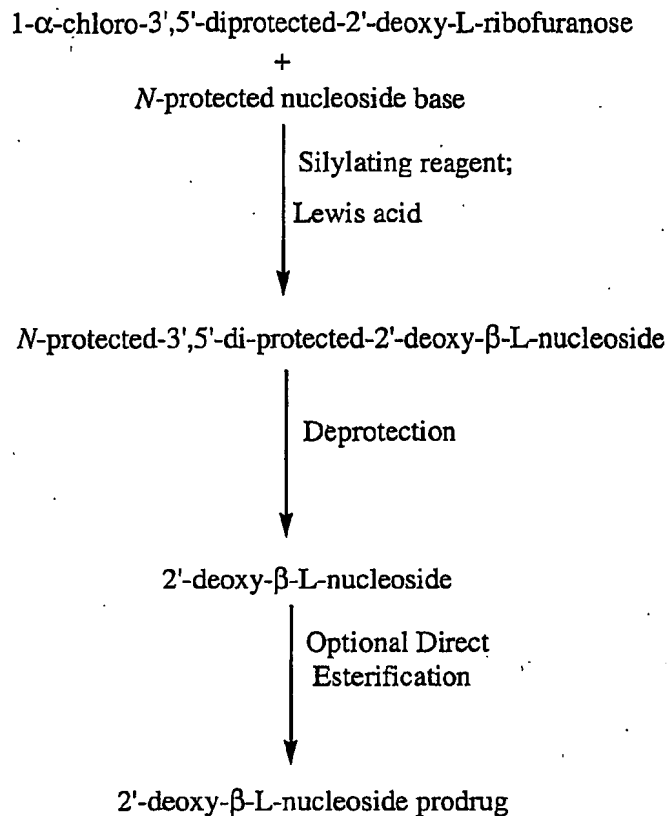 1-α-chloro-3',5'-diprotected-2'-deoxy-L-ribofuranose
+
N-protected nucleoside base
Silylating reagent;
Lewis acid
N-protected-3',5'-di-protected-2'-deoxy-β-L-nucleoside
Deprotection
2'-deoxy-β-L-nucleoside
Optional Direct
Esterification
2'-deoxy-β-L-nucleoside prodrug